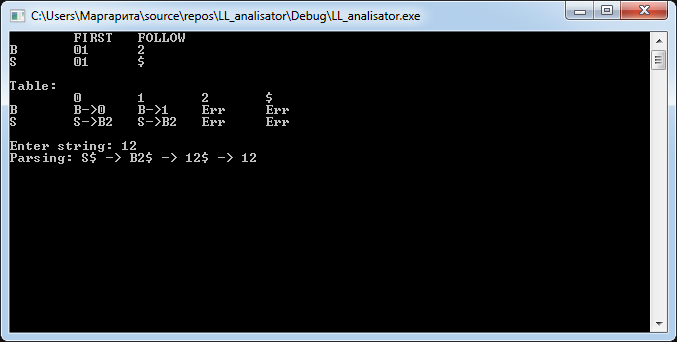 C:\Users\Маргарита\source\repos\LL_analisator\Debug\LL_analisator.exe
FIRST FOLLOW
B 01 2
S 01 $
Table:
0 1 2 $
B B->0 B->1 Err Err
S S->B2 S->B2 Err Err
Enter string: 12
Parsing: S$ -> B2$ -> 12$ -> 12